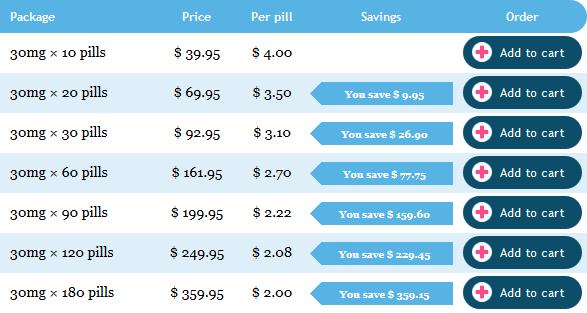 Package Price Per pill Savings Order
30mg × 10 pills $ 39.95 $ 4.00 Add to cart
30mg × 20 pills $ 69.95 $ 3.50 You save $ 9.95 Add to cart
30mg × 30 pills $ 92.95 $ 3.10 You save $ 26.90 Add to cart
30mg × 60 pills $ 161.95 $ 2.70 You save $ 77.75 Add to cart
30mg × 90 pills $ 199.95 $ 2.22 You save $ 159.60 Add to cart
30mg × 120 pills $ 249.95 $ 2.08 You save $ 229.45 Add to cart
30mg × 180 pills $ 359.95 $ 2.00 You save $ 359.15 Add to cart